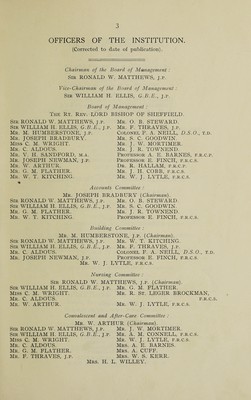 3
OFFICERS OF THE INSTITUTION.
(Corrected to date of publication).
Chairman of the Board of Management:
SIR RONALD W. MATTHEWS, J.P.
Vice-Chairman of the Board of Management:
SIR WILLIAM H. ELLIS, G.B.E., J.P.
Board of Management:
THE RT. REV. LORD BISHOP OF SHEFFIELD.
SIR RONALD W. MATTHEWS, J.P. MR. O. B. STEWARD.
SIR WILLIAM H. ELLIS, G.B.E., J.P. MR. F. THRAVES, J.P.
MR. M. HUMBERSTONE, J.P. COLONEL F. A. NEILL, D.S.O., T.D.
MR. JOSEPH BRADBURY. MR. S. C. GOODWIN.
MISS C. M. WRIGHT. MR. J. W. MORTIMER.
MR. C. ALDOUS. MR. J. R. TOWNEND.
MR. V. H. SANDFORD, M.A. PROFESSOR A. E. BARNES, F.R.C.P.
MR. JOSEPH NEWMAN, J.P. PROFESSOR E. FINCH, F.R.C.S.
MR. W. ARTHUR. DR. R. HALLAM, F.R.C.P.
MR. G. M. FLATHER. MR. J. H. COBB, F.R.C.S.
MR. W. T. KITCHING. MR. W. J. LYTLE, F.R.C.S.
Accounts Committee:
MR. JOSEPH BRADBURY (Chairman).
SIR RONALD W. MATTHEWS, J.P. MR. O. B. STEWARD.
SIR WILLIAM H. ELLIS, G.B.E., J.P. MR. S. C. GOODWIN.
MR. G. M. FLATHER. MR. J. R. TOWNEND.
MR. W. T. KITCHING. PROFESSOR E. FINCH, F.R.C.S.
Building Committee:
MR. M. HUMBERSTONE, J.P. (Chairman).
SIR RONALD W. MATTHEWS, J.P. MR. W. T. KITCHING.
SIR WILLIAM H. ELLIS, G.B.E., J.P. MR. F. THRAVES, J.P.
MR. C. ALDOUS. COLONEL F. A. NEILL, D.S.O., T.D.
MR. JOSEPH NEWMAN, J.P. PROFESSOR E. FINCH, F.R.C.S.
MR. W. J. LYTLE, F.R.C.S.
Nursing Committee:
SIR RONALD W. MATTHEWS, J.P. (Chairman).
SIR WILLIAM H. ELLIS, G.B.E., J.P. MR. G. M. FLATHER.
MISS C. M. WRIGHT. MR. R. ST. LEGER BROCKMAN,
MR. C. ALDOUS. F.R.C.S.
MR. W. ARTHUR. MR. W. J. LYTLE, F.R.C.S.
Convalescent and After-Care Committee:
MR. W ARTHUR (Chairman).
SIR RONALD W. MATTHEWS, J.P. MR. J. W. MORTIMER.
SIR WILLIAM H. ELLIS, G.B.E., J.P. MR. A. M. CONNELL, F.R.C.S.
MISS C. M. WRIGHT. MR. W. J. LYTLE, F.R.C.S.
MR. C. ALDOUS. MRS. A. E. BARNES.
MR. G. M. FLATHER. MRS. A. CUFF.
MR. F. THRAVES, J.P. MRS. W. S. KERR.
MRS. H. L. WILLEY.